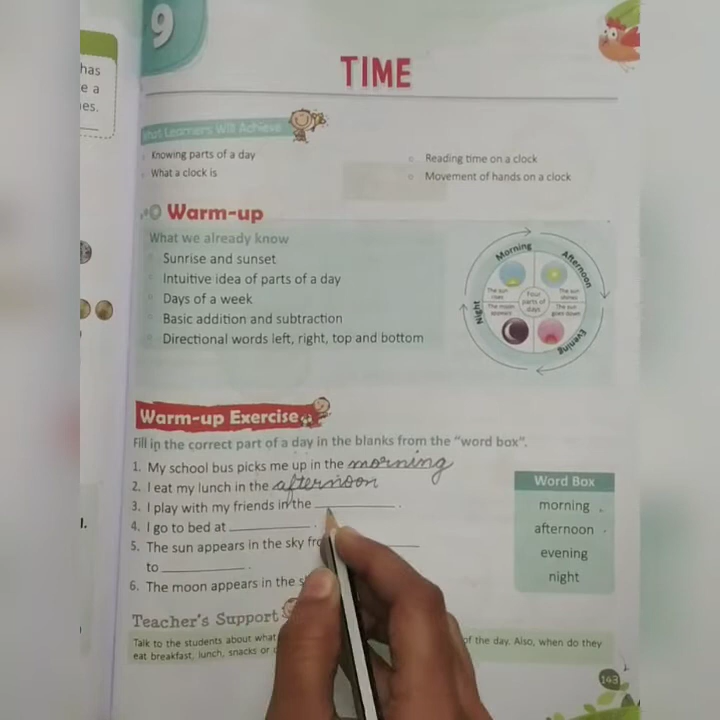 has
e a
es.
9
TIME
What Learners Will Achieve
Knowing parts of a day
What a clock is
Reading time on a clock
Movement of hands on a clock
Warm-up
What we already know
Sunrise and sunset
Intuitive idea of parts of a day
Days of a week
Basic addition and subtraction
Directional words left, right, top and bottom
Morning
Afternoon
Evening
Night
The sun rises
The sun shines
Four parts of days
The moon appears
The sun goes down
Warm-up Exercise
Fill in the correct part of a day in the blanks from the "word box".
1. My school bus picks me up in the morning
2. I eat my lunch in the afternoon
3. I play with my friends in the ____________.
4. I go to bed at ____________.
5. The sun appears in the sky
to ____________.
6. The moon appears in the
Word Box
morning
afternoon
evening
night
Teacher's Support
Talk to the students about what
of the day. Also, when do they
eat breakfast, lunch, snacks or
143